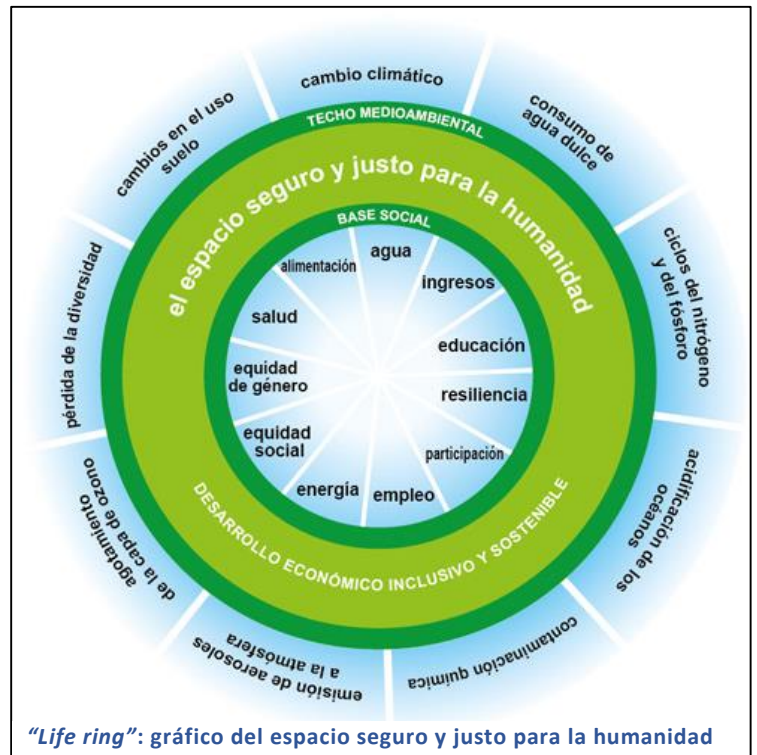 cambio climático
consumo de
agua dulce
ciclos del nitrógeno
y del fósforo
acidificación de los
océanos
contaminación química
emisión de aerosoles
a la atmósfera
agotamiento
de la capa de ozono
pérdida de la diversidad
cambios en el uso
suelo
TECHO MEDIOAMBIENTAL
el espacio seguro y justo para la humanidad
BASE SOCIAL
agua
ingresos
educación
resiliencia
participación
empleo
energía
equidad
social
equidad
de género
salud
alimentación
DESARROLLO ECONÓMICO INCLUSIVO Y SOSTENIBLE
“Life ring”: gráfico del espacio seguro y justo para la humanidad